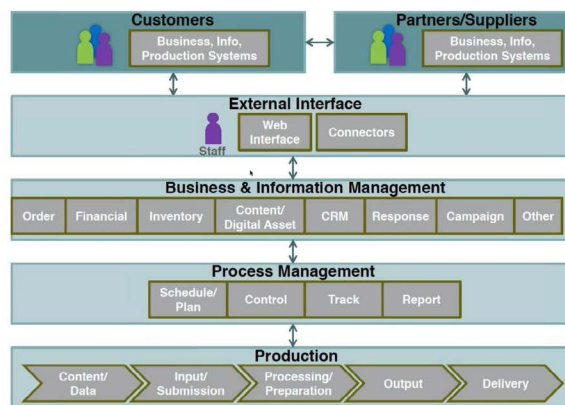 Customers
Business, Info,
Production Systems
Partners/Suppliers
Business, Info,
Production Systems
External Interface
Staff
Web
Interface
Connectors
Business & Information Management
Order
Financial
Inventory
Content/
Digital Asset
CRM
Response
Campaign
Other
Process Management
Schedule/
Plan
Control
Track
Report
Production
Content/
Data
Input/
Submission
Processing/
Preparation
Output
Delivery